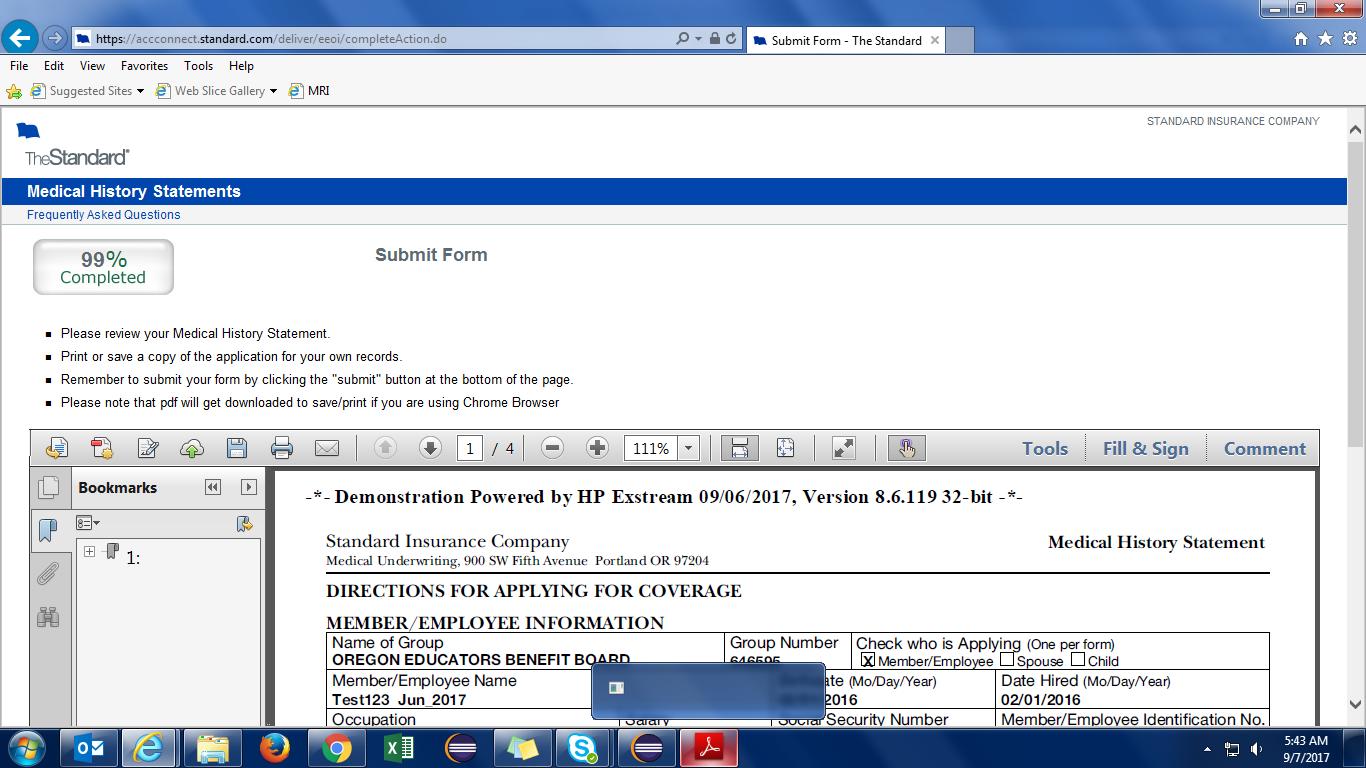 https://accconnect.standard.com/deliver/eeoi/completeAction.do
Submit Form - The Standard
File Edit View Favorites Tools Help
Suggested Sites Web Slice Gallery MRI
STANDARD INSURANCE COMPANY
TheStandard®
Medical History Statements
Frequently Asked Questions
99%
Completed
Submit Form
Please review your Medical History Statement.
Print or save a copy of the application for your own records.
Remember to submit your form by clicking the "submit" button at the bottom of the page.
Please note that pdf will get downloaded to save/print if you are using Chrome Browser
1 / 4 111% Tools Fill & Sign Comment
Bookmarks
1:
-*- Demonstration Powered by HP Exstream 09/06/2017, Version 8.6.119 32-bit -*-
Standard Insurance Company Medical History Statement
Medical Underwriting, 900 SW Fifth Avenue Portland OR 97204
DIRECTIONS FOR APPLYING FOR COVERAGE
MEMBER/EMPLOYEE INFORMATION
Name of Group Group Number Check who is Applying (One per form)
OREGON EDUCATORS BENEFIT BOARD 646595 X Member/Employee Spouse Child
Member/Employee Name (Mo/Day/Year) Date Hired (Mo/Day/Year)
Test123 Jun_2017 2016 02/01/2016
Occupation Salary Social Security Number Member/Employee Identification No.
5:43 AM
9/7/2017